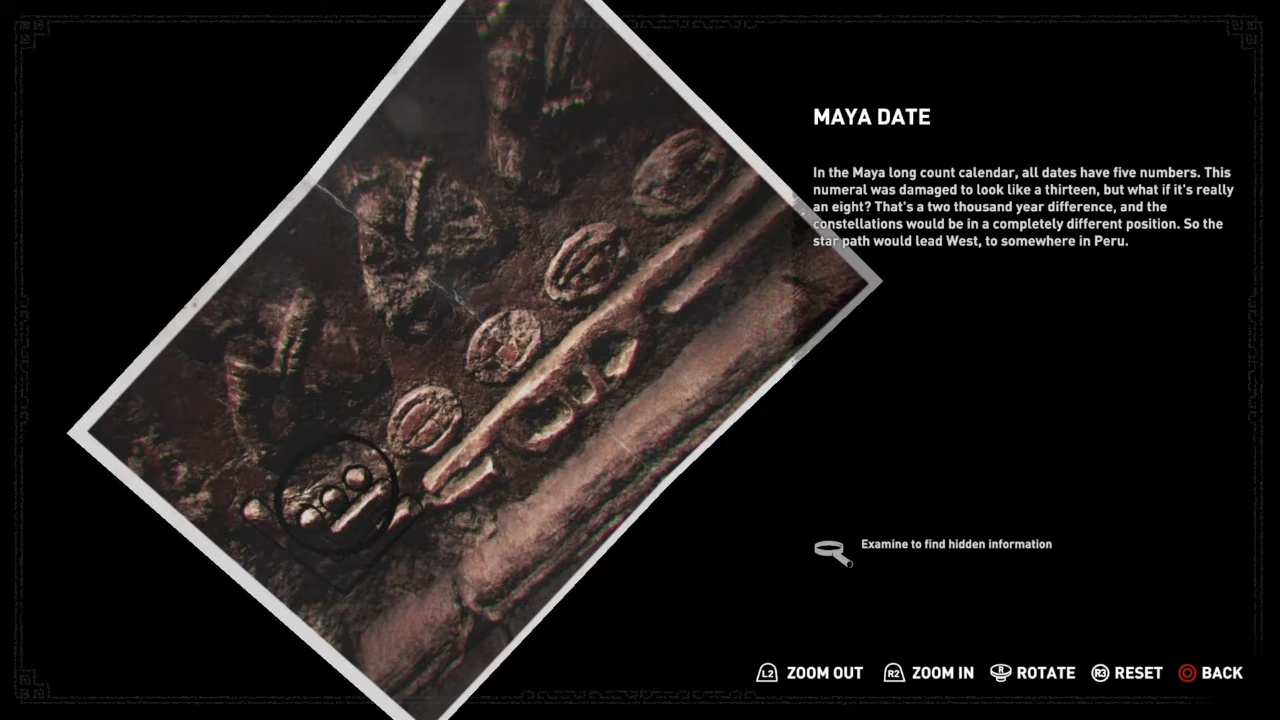 MAYA DATE
In the Maya long count calendar, all dates have five numbers. This
numeral was damaged to look like a thirteen, but what if it's really
an eight? That's a two thousand year difference, and the
constellations would be in a completely different position. So the
star path would lead West, to somewhere in Peru.
Examine to find hidden information
L2 ZOOM OUT R2 ZOOM IN R ROTATE R3 RESET BACK